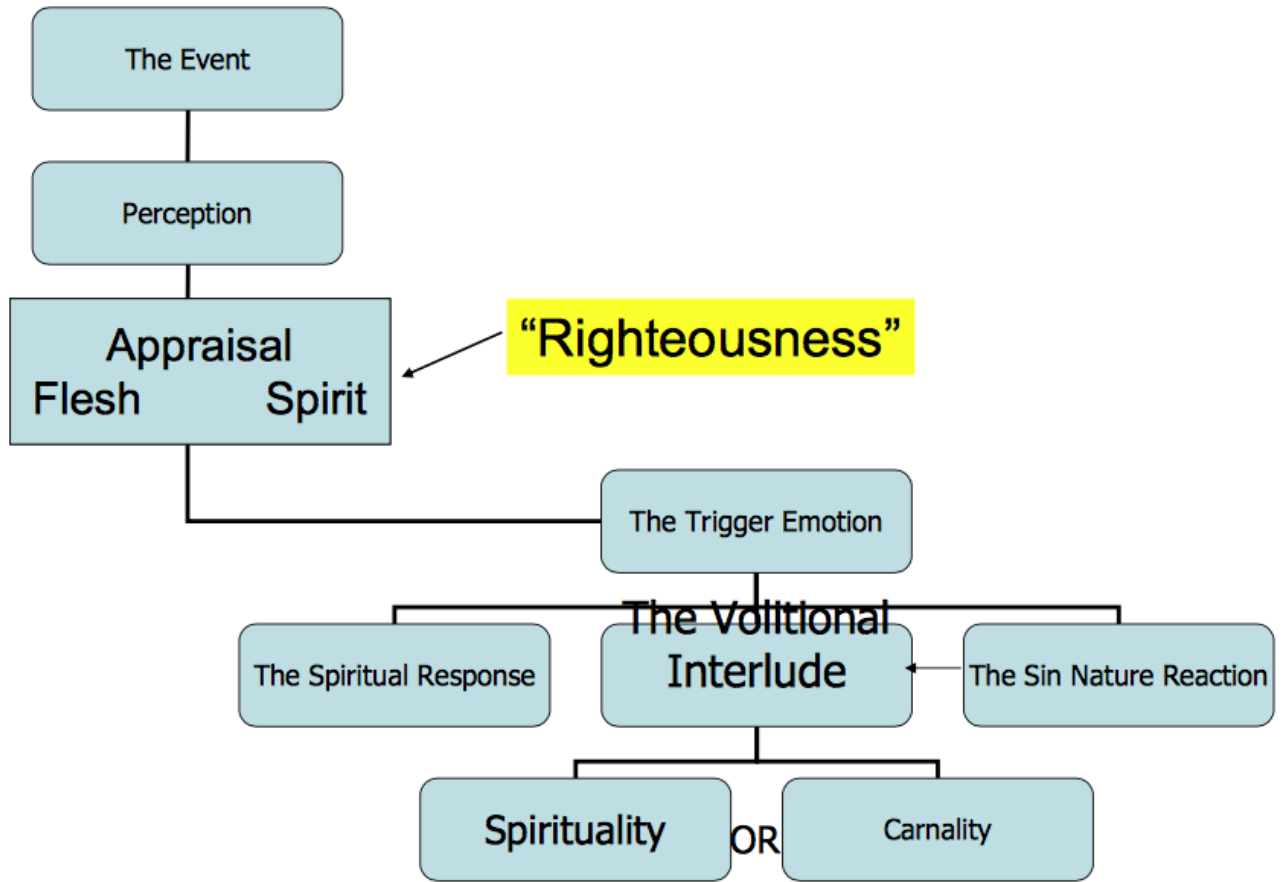 The Event
Perception
Appraisal
Flesh Spirit
“Righteousness”
The Trigger Emotion
The Volitional
Interlude
The Spiritual Response
The Sin Nature Reaction
Spirituality
OR
Carnality